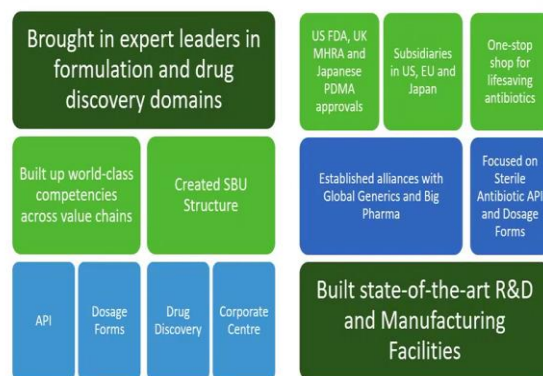 Brought in expert leaders in
formulation and drug
discovery domains
Built up world-class
competencies
across value chains
Created SBU
Structure
API
Dosage
Forms
Drug
Discovery
Corporate
Centre
US FDA, UK
MHRA and
Japanese
PDMA
approvals
Subsidiaries
in US, EU and
Japan
One-stop
shop for
lifesaving
antibiotics
Established alliances with
Global Generics and Big
Pharma
Focused on
Sterile
Antibiotic API
and Dosage
Forms
Built state-of-the-art R&D
and Manufacturing
Facilities